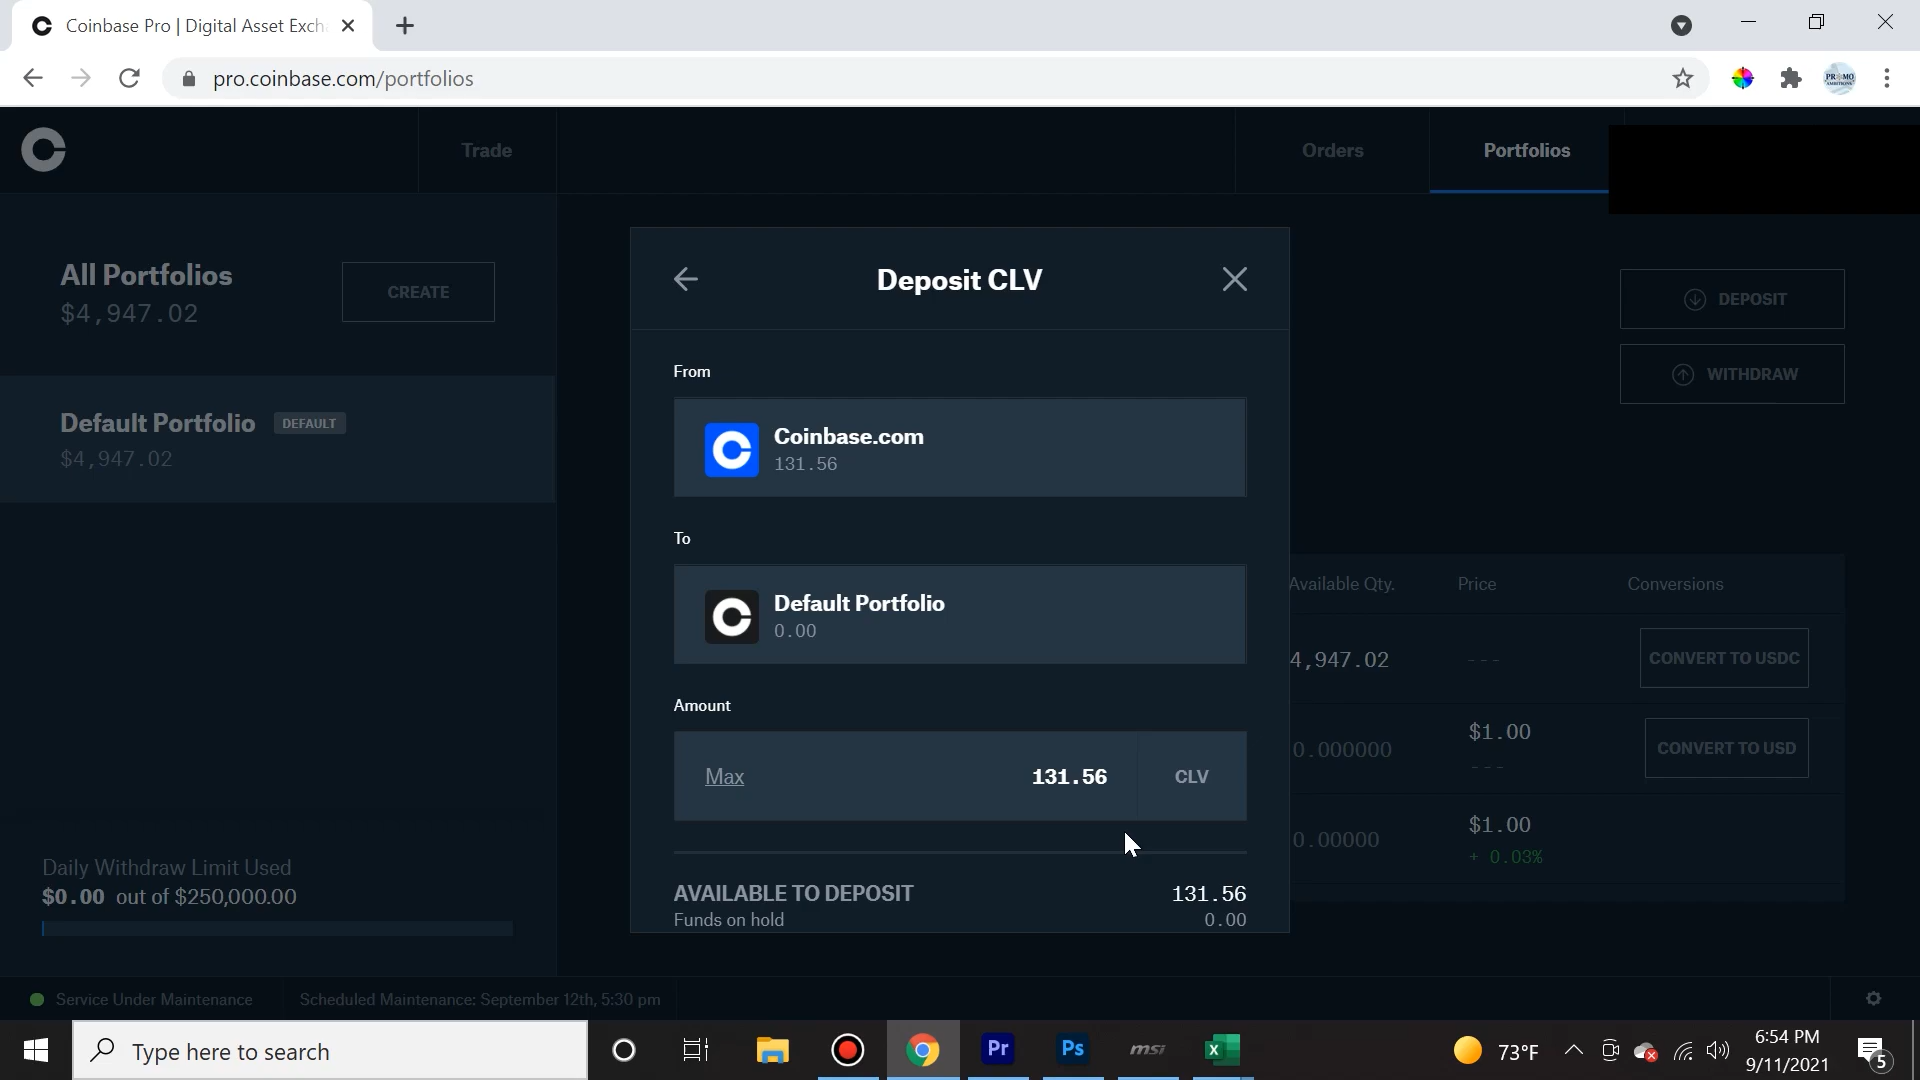 Coinbase Pro | Digital Asset Exch
pro.coinbase.com/portfolios
PROMO
Trade
Orders
Portfolios
All Portfolios
$4,947.02
CREATE
Default Portfolio DEFAULT
$4,947.02
Daily Withdraw Limit Used
$0.00 out of $250,000.00
Deposit CLV
From
Coinbase.com
131.56
To
Default Portfolio
0.00
Amount
Max 131.56 CLV
AVAILABLE TO DEPOSIT 131.56
Funds on hold 0.00
DEPOSIT
WITHDRAW
Available Qty. Price Conversions
4,947.02 --- CONVERT TO USDC
0.000000 $1.00 CONVERT TO USD
---
0.00000 $1.00
+ 0.03%
Service Under Maintenance Scheduled Maintenance: September 12th, 5:30 pm
Type here to search
Pr
Ps
msi
X
73°F
6:54 PM
9/11/2021
5